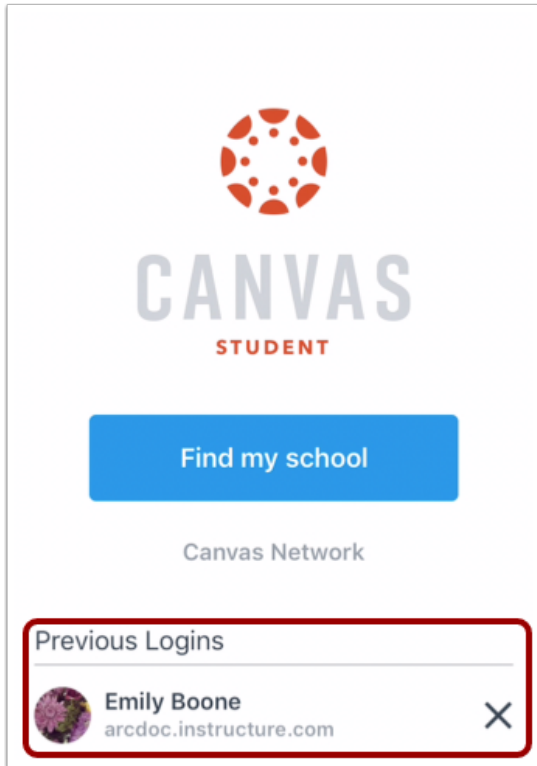 CANVAS
STUDENT
Find my school
Canvas Network
Previous Logins
Emily Boone
arcdoc.instructure.com